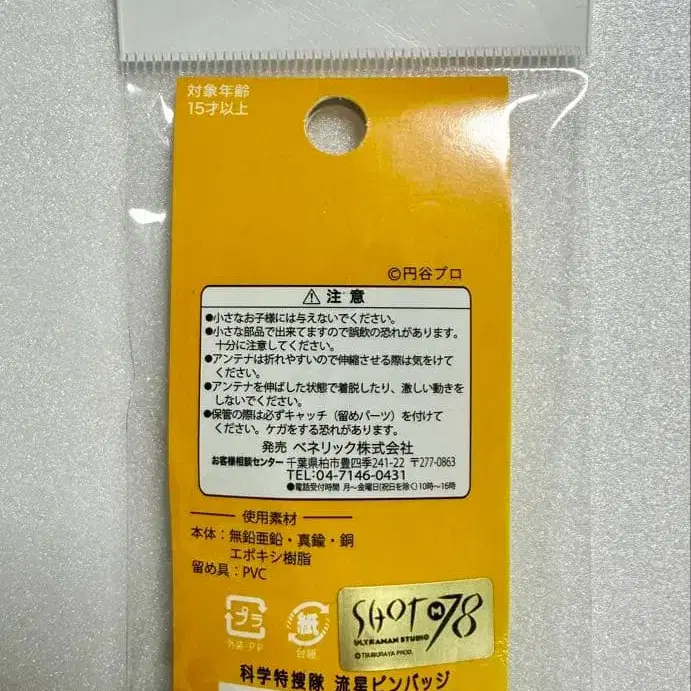 対象年齢
15才以上
©円谷プロ
⚠ 注 意
●小さなお子様には与えないでください。
●小さな部品で出来てますので誤飲の恐れがあります。
十分に注意してください。
●アンテナは折れやすいので伸縮させる際は気をけて
ください。
●アンテナを伸ばした状態で着脱したり、激しい動きを
しないでください。
●保管の際は必ずキャッチ（留めパーツ）を付けて
ください。ケガをする恐れがあります。
発売 ベネリック株式会社
お客様相談センター 千葉県柏市豊四季241-22 〒277-0863
TEL:04-7146-0431
●電話受付時間 月～金曜日(祝日を除く)10時～16時
使用素材
本体：無鉛亜鉛・真鍮・銅
エポキシ樹脂
留め具：PVC
プラ
外袋:PP
紙
台紙
SHOT M78
ULTRAMAN STUDIO
© TSUBURAYA PROD.
科学特捜隊 流星ピンバッジ